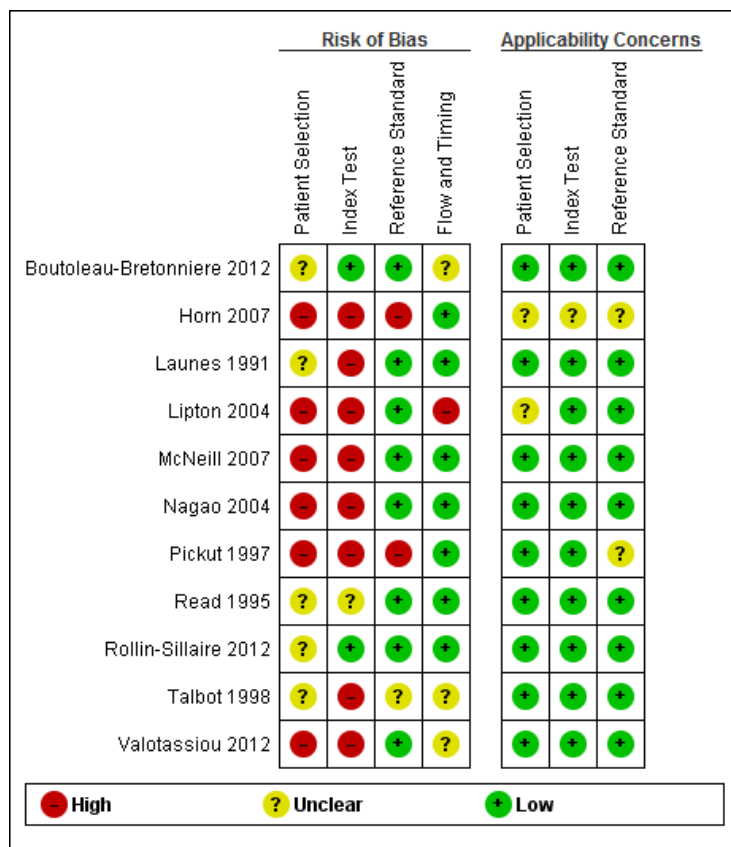 Risk of Bias Applicability Concerns
Patient Selection Index Test Reference Standard Flow and Timing Patient Selection Index Test Reference Standard
Boutoleau-Bretonniere 2012 ? + + ? + + +
Horn 2007 – – – + ? ? ?
Launes 1991 ? – + + + + +
Lipton 2004 – – + – ? + +
McNeill 2007 – – + + + + +
Nagao 2004 – – + + + + +
Pickut 1997 – – – + + + ?
Read 1995 ? ? + + + + +
Rollin-Sillaire 2012 ? + + + + + +
Talbot 1998 ? – ? ? + + +
Valotassiou 2012 – – + ? + + +
– High ? Unclear + Low